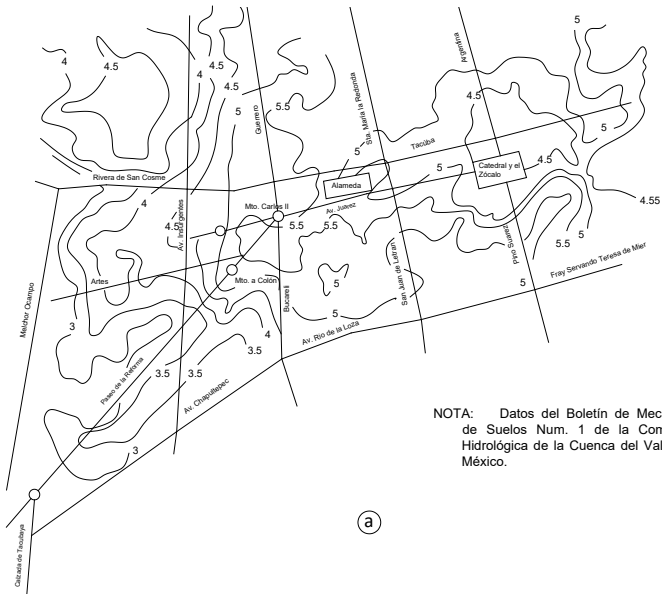 5
4
4.5
4
4.5
4.5
5
Guerrero
5.5
Sta. María la Redonda
Argentina
4.5
5
5
Tacúba
Catedral y el
Zócalo
4.5
Rivera de San Cosme
Alameda
5
4
Mto. Carlos II
Av. Juárez
4.55
4.5
Av. Insurgentes
5.5
5.5
5.5
5
Artes
Mto. a Colón
Bucareli
5
San Juan de Letrán
Pino Suarez
5
Fray Servando Teresa de Mier
Melchor Ocampo
3
4
3.5
5
Av. Rio de la Loza
Paseo de la Reforma
3.5
3.5
Av. Chapultepec
3
NOTA: Datos del Boletín de Mec
de Suelos Num. 1 de la Com
Hidrológica de la Cuenca del Val
México.
a
Calzada de Tacubaya